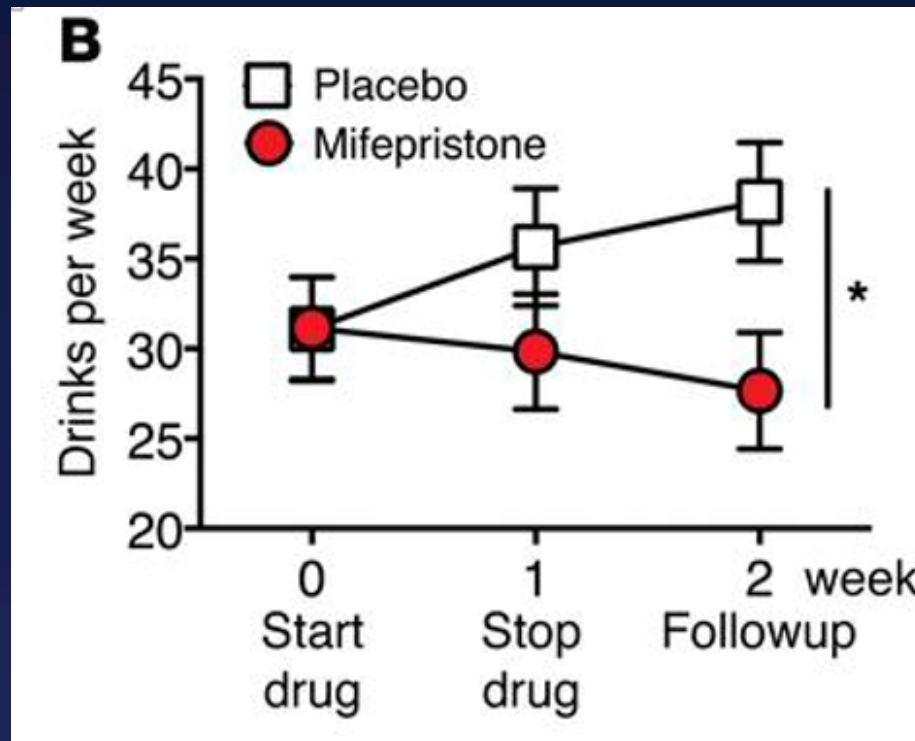 B
45
Placebo
Mifepristone
40
35
30
25
20
Drinks per week
*
0 1 2 week
Start Stop Followup
drug drug